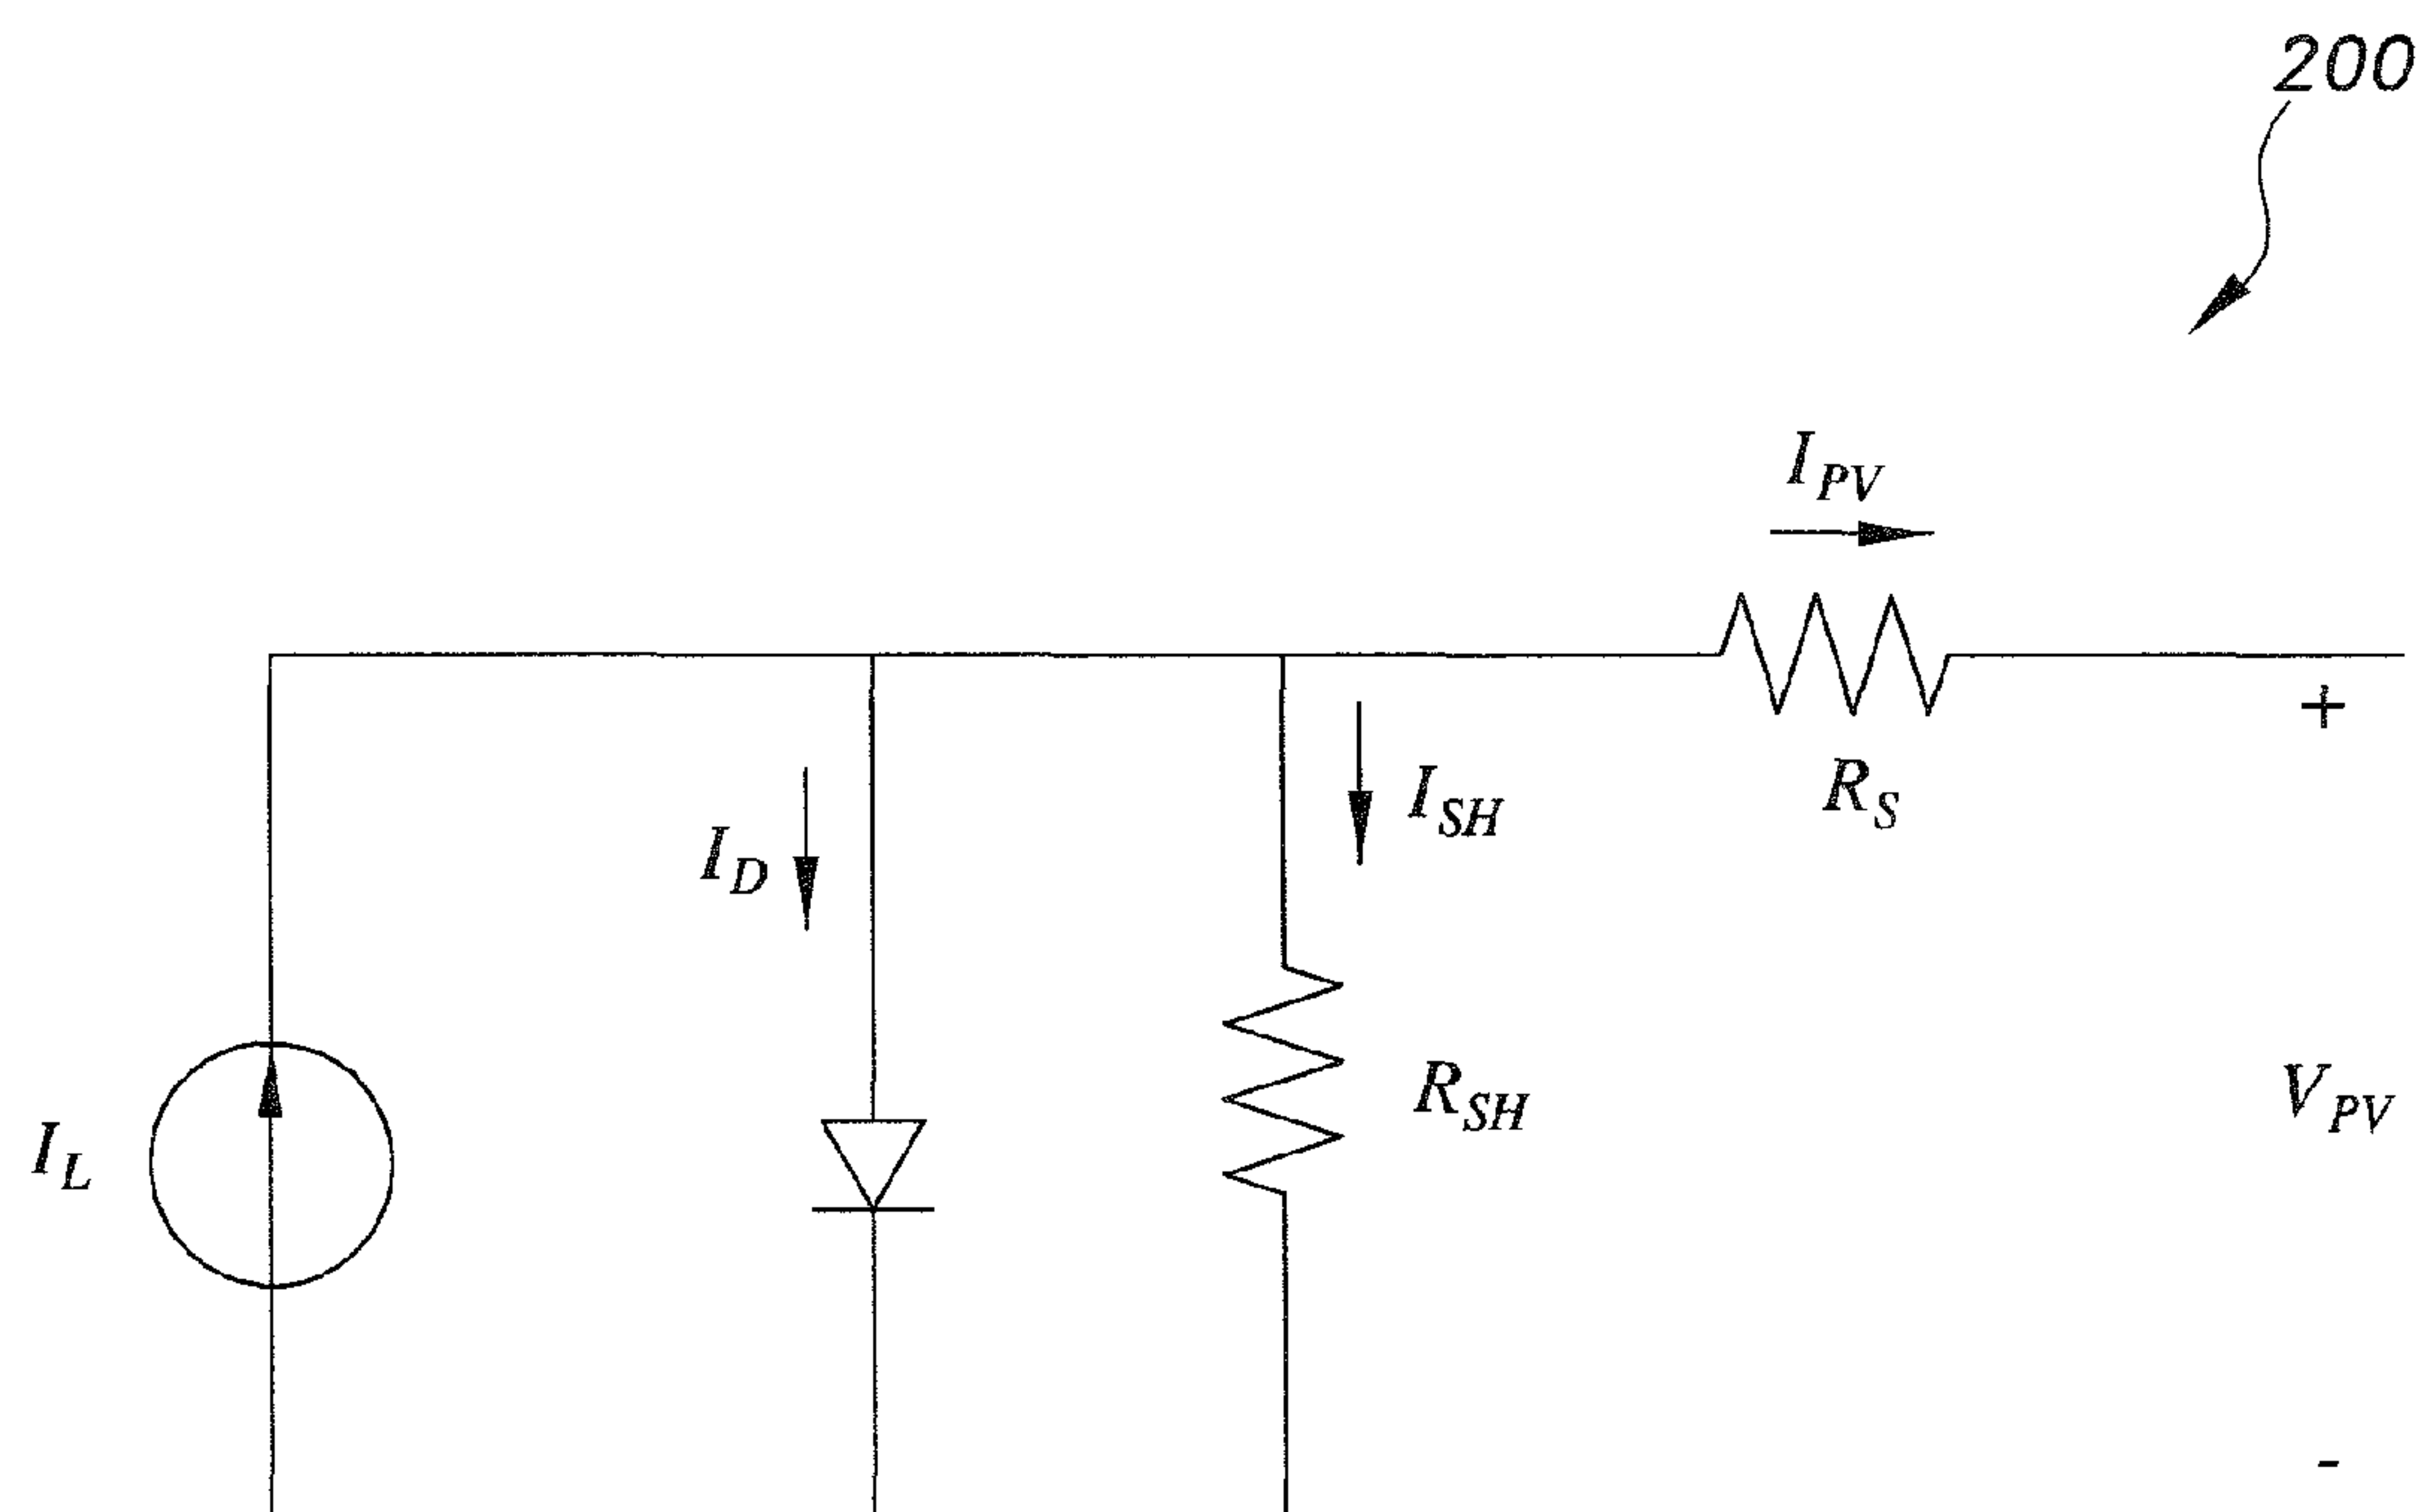 200
I_PV
+
R_S
I_SH
I_D
R_SH
V_PV
I_L
-